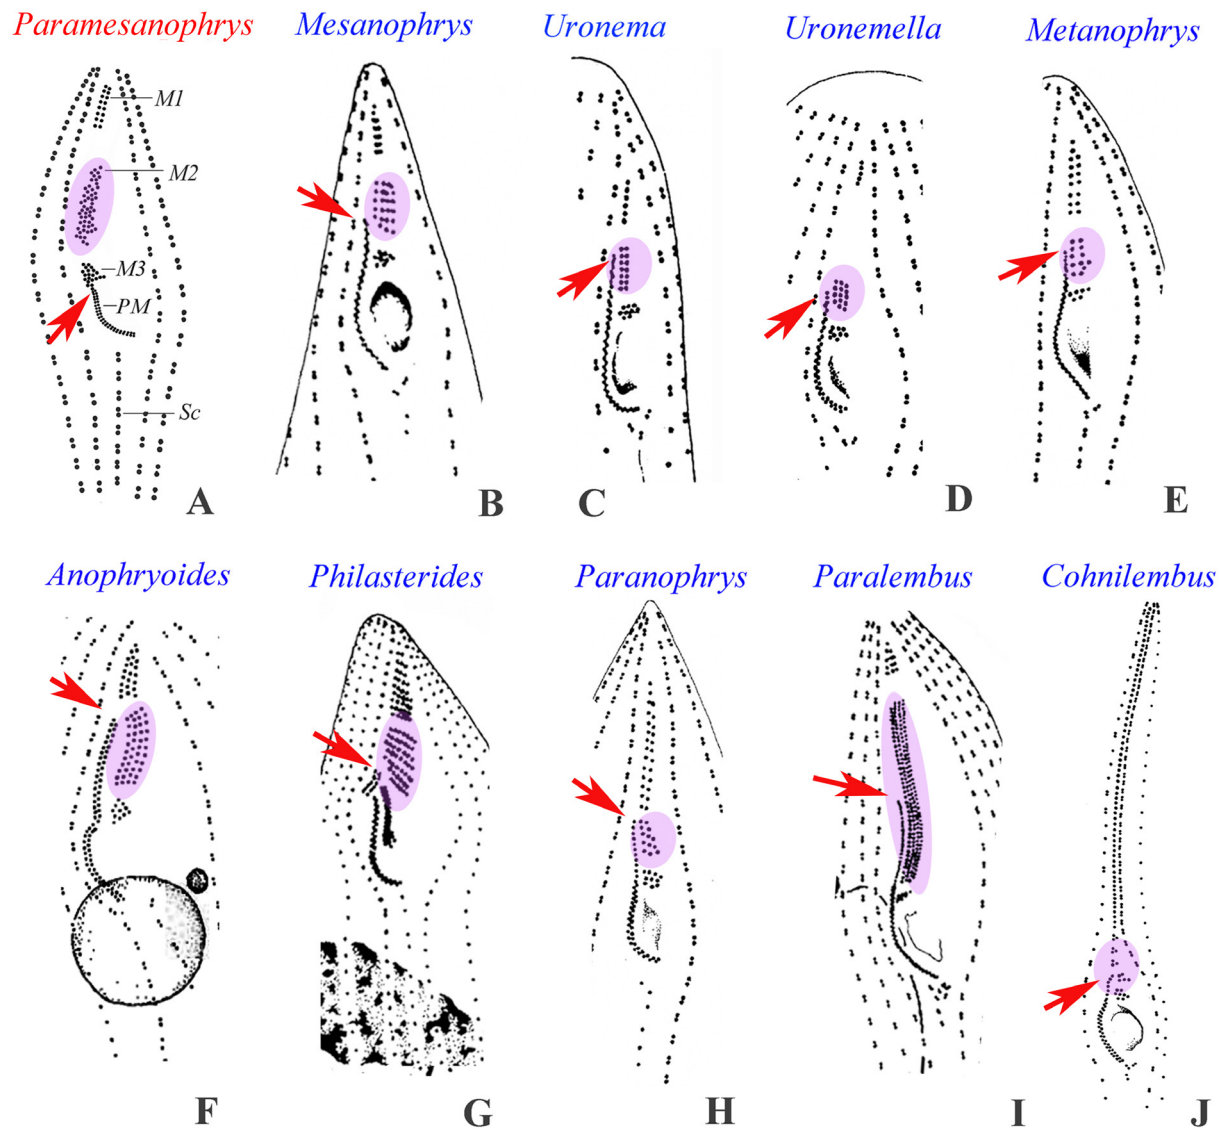 Paramesanophrys Mesanophrys Uronema Uronemella Metanophrys
M1
M2
M3
PM
Sc
A B C D E
Anophryoides Philasterides Paranophrys Paralembus Cohnilembus
F G H I J